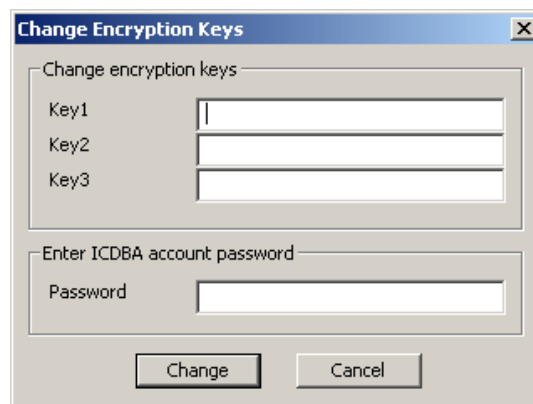 Change Encryption Keys
Change encryption keys
Key1
Key2
Key3
Enter ICDBA account password
Password
Change Cancel